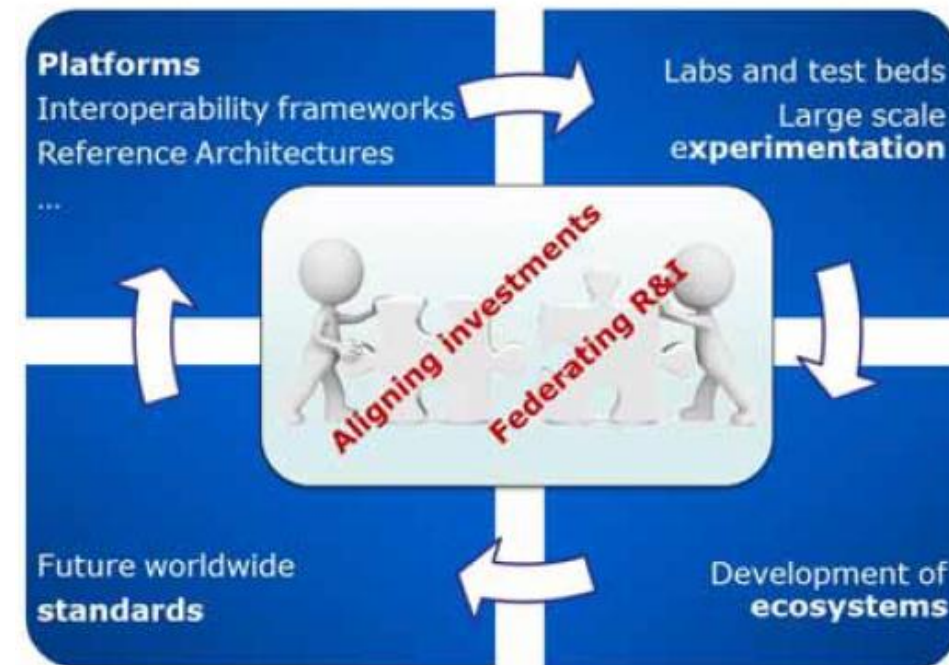 Platforms
Interoperability frameworks
Reference Architectures
...
Labs and test beds
Large scale
experimentation
Aligning investments
Federating R&I
Future worldwide
standards
Development of
ecosystems